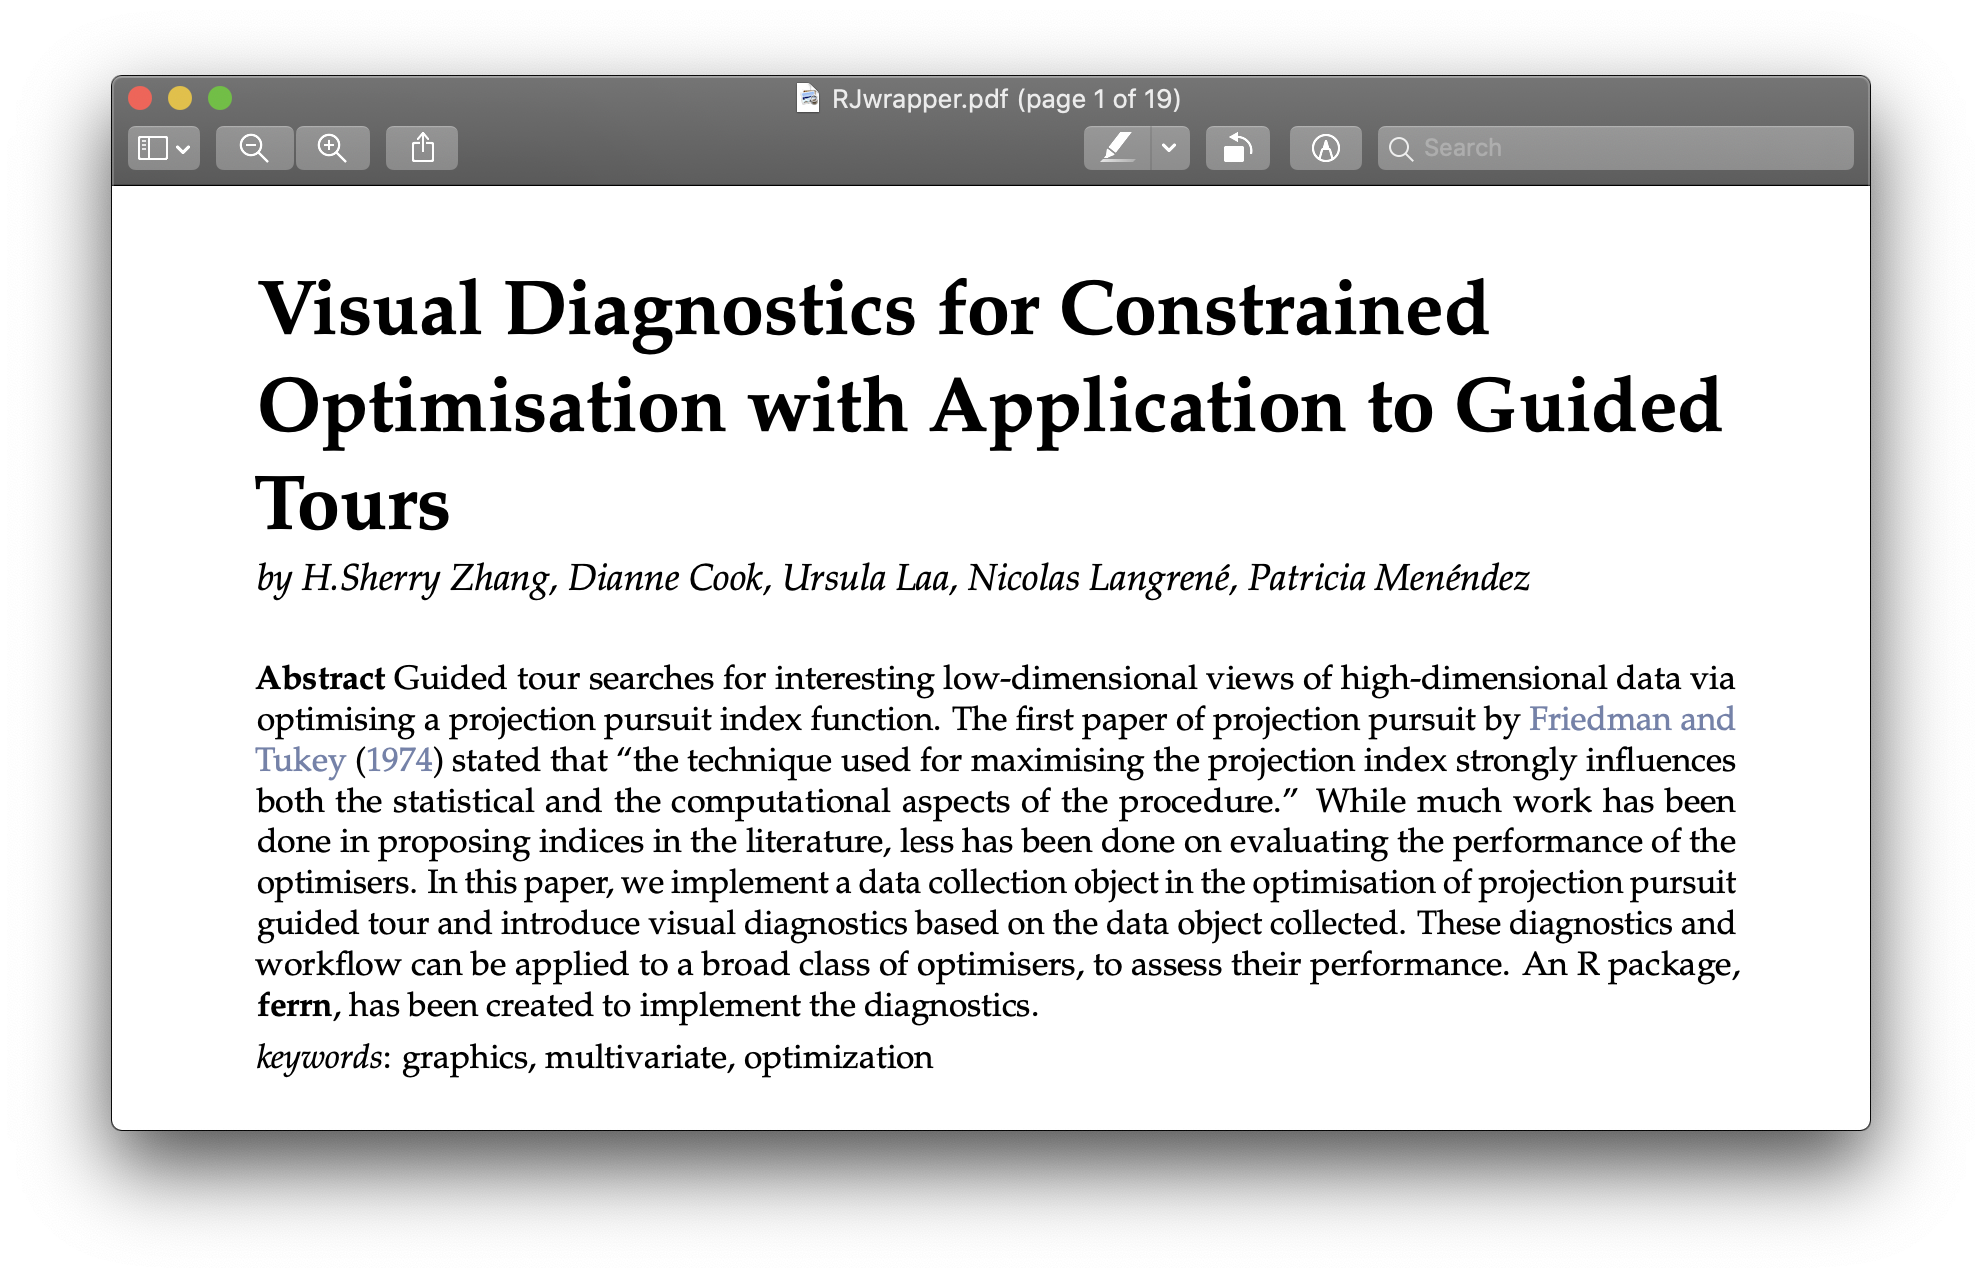 RJwrapper.pdf (page 1 of 19)
Search
Visual Diagnostics for Constrained
Optimisation with Application to Guided
Tours
by H.Sherry Zhang, Dianne Cook, Ursula Laa, Nicolas Langrené, Patricia Menéndez
Abstract Guided tour searches for interesting low-dimensional views of high-dimensional data via
optimising a projection pursuit index function. The first paper of projection pursuit by Friedman and
Tukey (1974) stated that “the technique used for maximising the projection index strongly influences
both the statistical and the computational aspects of the procedure.” While much work has been
done in proposing indices in the literature, less has been done on evaluating the performance of the
optimisers. In this paper, we implement a data collection object in the optimisation of projection pursuit
guided tour and introduce visual diagnostics based on the data object collected. These diagnostics and
workflow can be applied to a broad class of optimisers, to assess their performance. An R package,
ferrn, has been created to implement the diagnostics.
keywords: graphics, multivariate, optimization